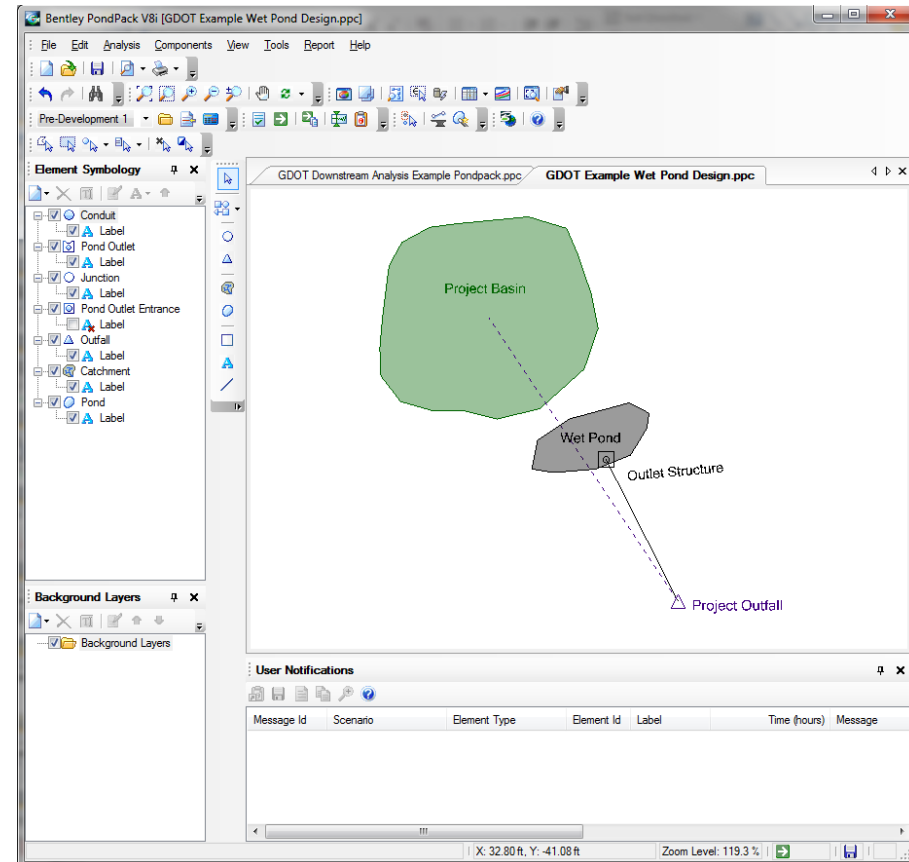 Bentley PondPack V8i [GDOT Example Wet Pond Design.ppc]
File Edit Analysis Components View Tools Report Help
Pre-Development 1
Element Symbology
Conduit
Label
Pond Outlet
Label
Junction
Label
Pond Outlet Entrance
Label
Outfall
Label
Catchment
Label
Pond
Label
GDOT Downstream Analysis Example Pondpack.ppc GDOT Example Wet Pond Design.ppc
Project Basin
Wet Pond
Outlet Structure
Project Outfall
Background Layers
Background Layers
User Notifications
Message Id Scenario Element Type Element Id Label Time (hours) Message
X: 32.80 ft, Y: -41.08 ft Zoom Level: 119.3 %